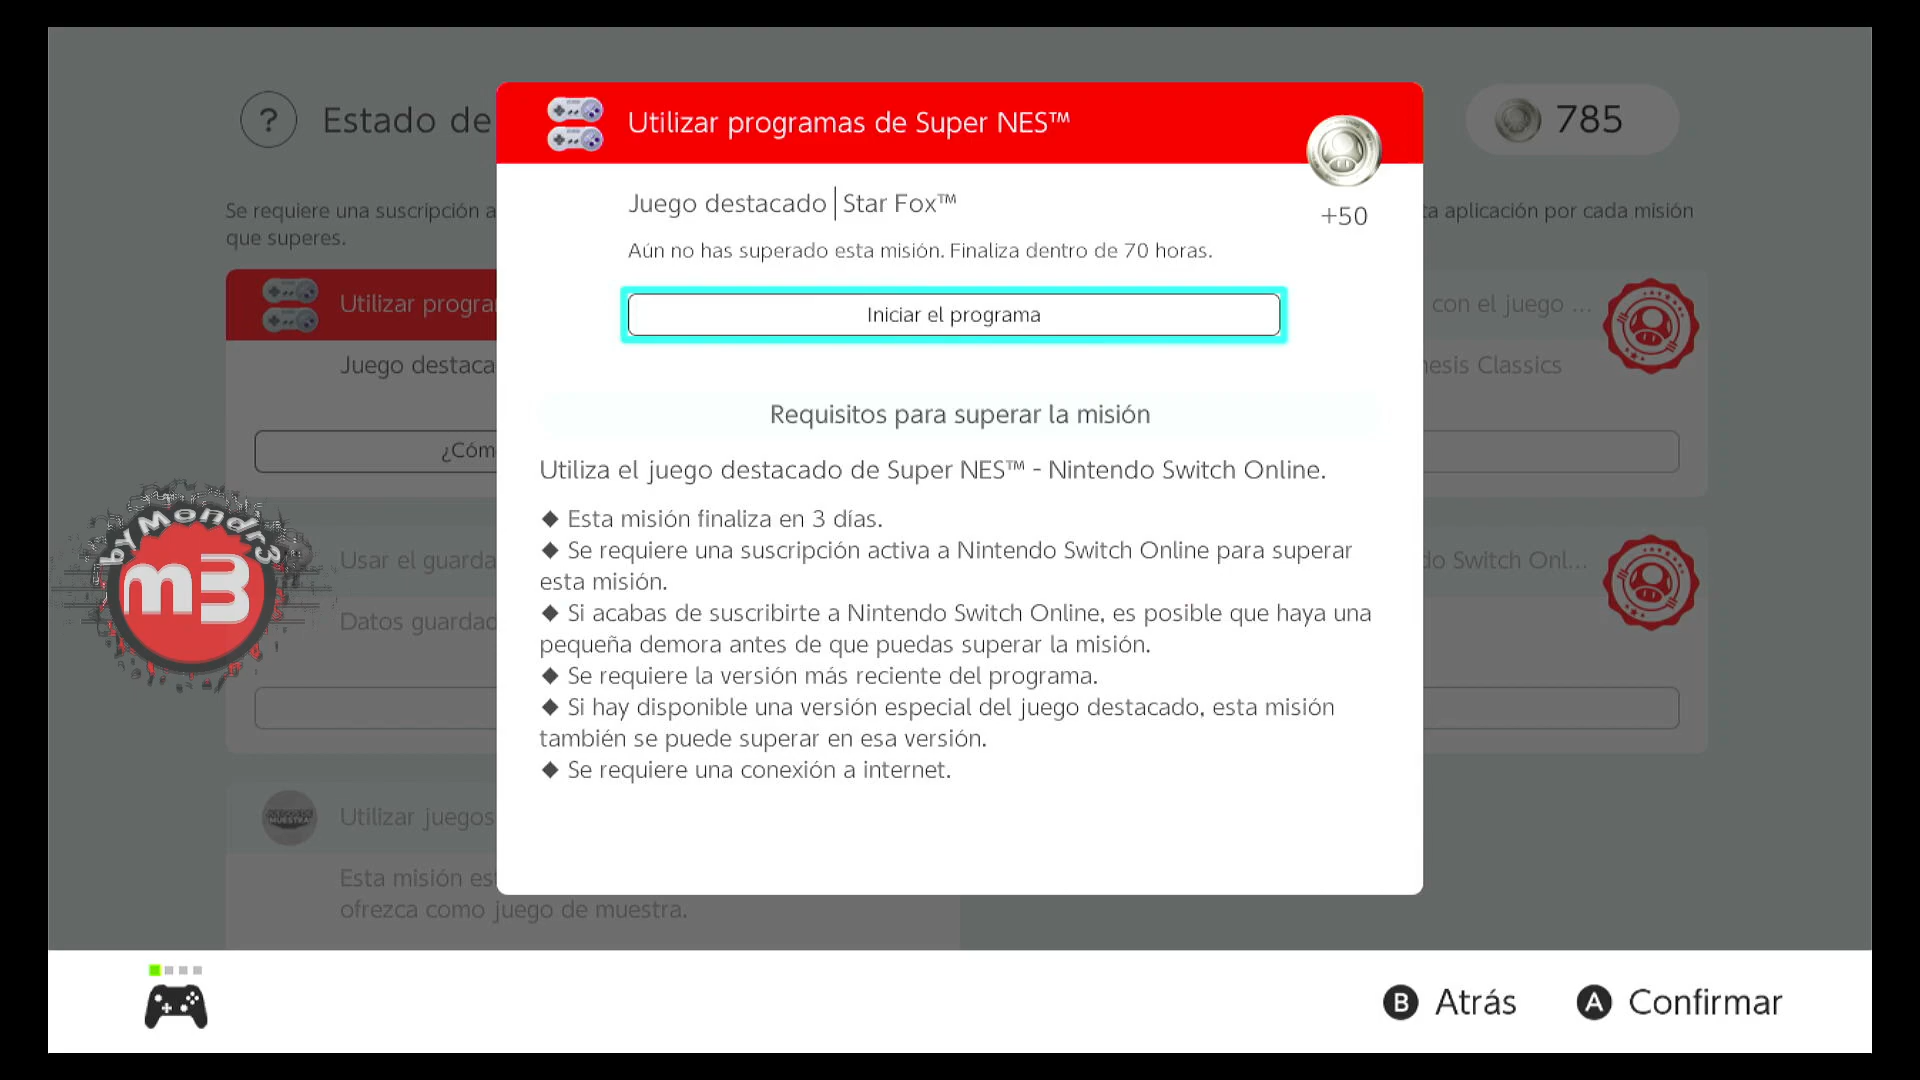 ? Estado de
785
Se requiere una suscripción a
que superes.
ta aplicación por cada misión
Utilizar programas de Super NES™
Juego destacado | Star Fox™
+50
Aún no has superado esta misión. Finaliza dentro de 70 horas.
Iniciar el programa
Requisitos para superar la misión
Utiliza el juego destacado de Super NES™ - Nintendo Switch Online.
◆ Esta misión finaliza en 3 días.
◆ Se requiere una suscripción activa a Nintendo Switch Online para superar
esta misión.
◆ Si acabas de suscribirte a Nintendo Switch Online, es posible que haya una
pequeña demora antes de que puedas superar la misión.
◆ Se requiere la versión más reciente del programa.
◆ Si hay disponible una versión especial del juego destacado, esta misión
también se puede superar en esa versión.
◆ Se requiere una conexión a internet.
Utilizar progra
Juego destaca
¿Cóm
con el juego ...
nesis Classics
byMondr3
m3
Usar el guarda
Datos guardad
do Switch Onl...
MUESTRA
Utilizar juegos
Esta misión es
ofrezca como juego de muestra.
B Atrás
A Confirmar